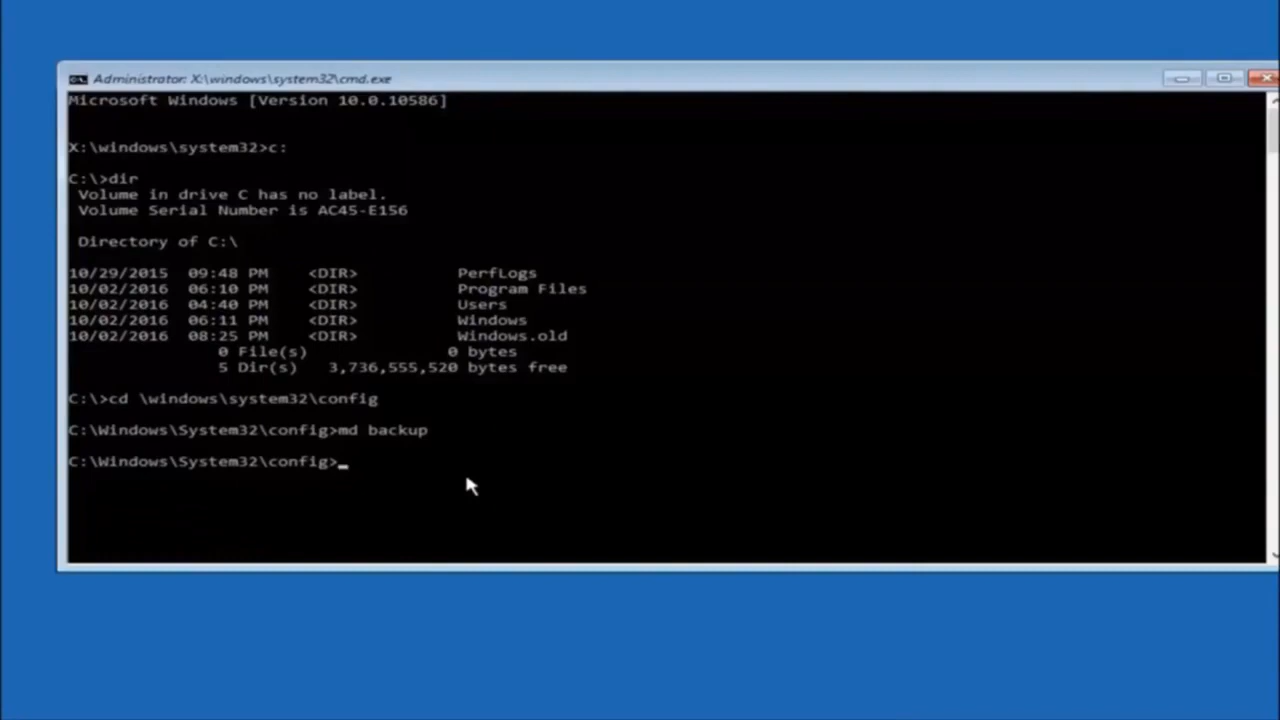 Administrator: X:\windows\system32\cmd.exe
Microsoft Windows [Version 10.0.10586]
X:\windows\system32>c:
C:\>dir
Volume in drive C has no label.
Volume Serial Number is AC45-E156
Directory of C:\
10/29/2015 09:48 PM <DIR> PerfLogs
10/02/2016 06:10 PM <DIR> Program Files
10/02/2016 04:40 PM <DIR> Users
10/02/2016 06:11 PM <DIR> Windows
10/02/2016 08:25 PM <DIR> Windows.old
0 File(s) 0 bytes
5 Dir(s) 3,736,555,520 bytes free
C:\>cd \windows\system32\config
C:\Windows\System32\config>md backup
C:\Windows\System32\config>_